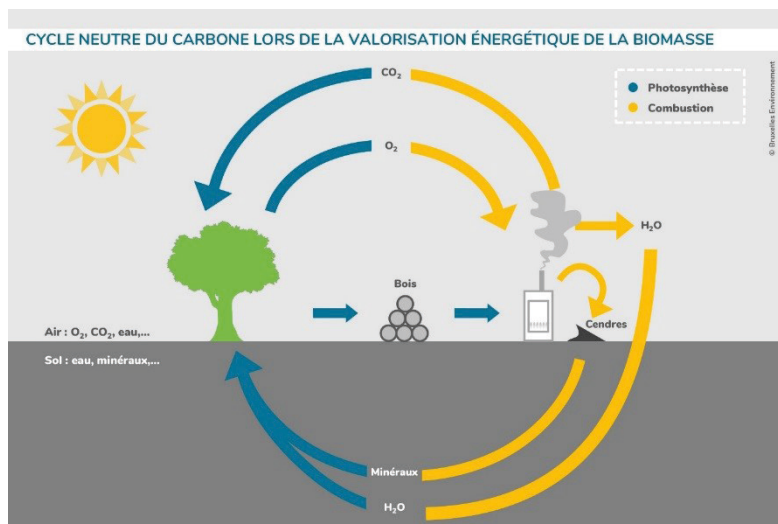 CYCLE NEUTRE DU CARBONE LORS DE LA VALORISATION ÉNERGÉTIQUE DE LA BIOMASSE
CO₂
Photosynthèse
Combustion
© Bruxelles Environnement
O₂
H₂O
Bois
Cendres
Air : O₂, CO₂, eau,...
Sol : eau, minéraux,...
Minéraux
H₂O